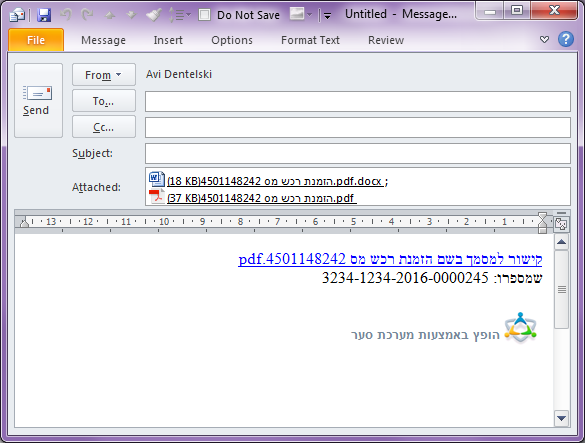 Do Not Save
Untitled - Message...
File Message Insert Options Format Text Review
Send
From
Avi Dentelski
To...
Cc...
Subject:
Attached:
הזמנת רכש מס 4501148242(18 KB).pdf.docx ;
הזמנת רכש מס 4501148242(37 KB).pdf
13 12 11 10 9 8 7 6 5 4 3 2 1
קישור למסמך בשם הזמנת רכש מס 4501148242.pdf
שמספרו: 3234-1234-2016-0000245
הופץ באמצעות מערכת סער